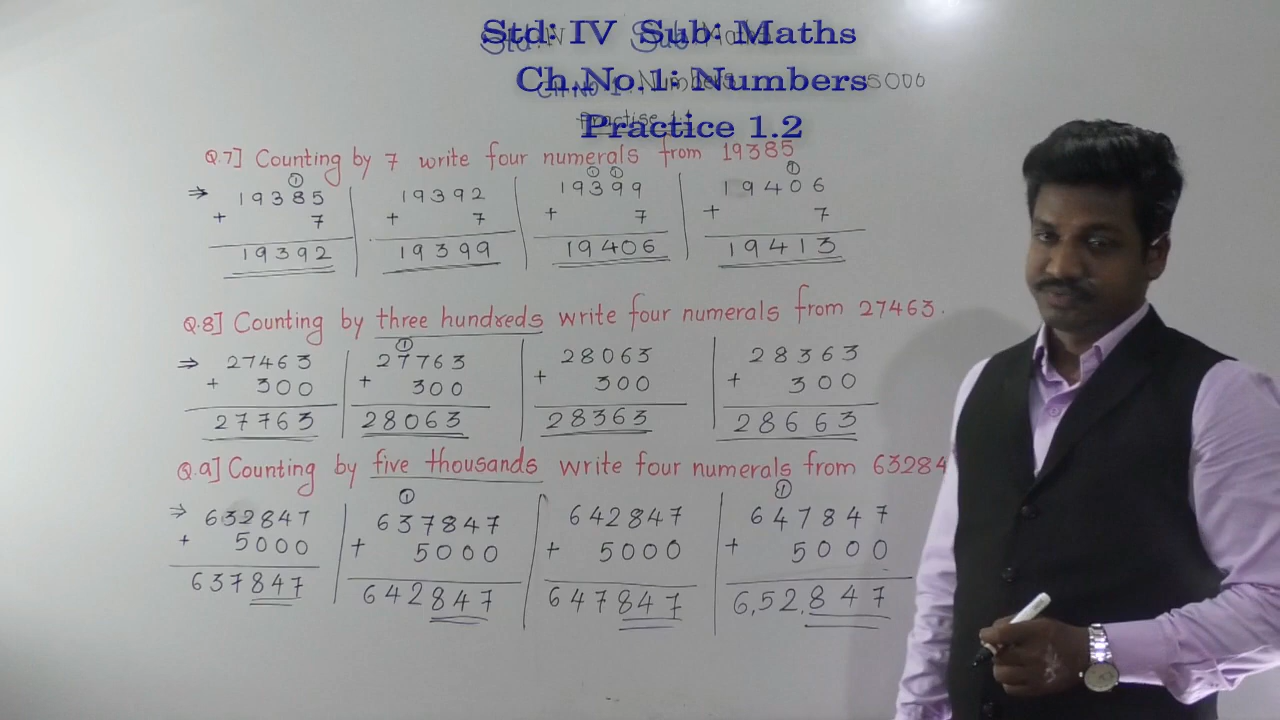 Std: IV Sub: Maths
Ch.No.1: Numbers
5000
Practice 1.2
Q.7] Counting by 7 write four numerals from 19385
① ① ① ①
⇒ 19385 19392 19399 19406
+ 7 + 7 + 7 + 7
19392 19399 19406 19413
Q.8] Counting by three hundreds write four numerals from 27463.
①
⇒ 27463 27763 28063 28363
+ 300 + 300 + 300 + 300
27763 28063 28363 28663
Q.9] Counting by five thousands write four numerals from 63284
① ①
⇒ 632847 637847 642847 647847
+ 5000 + 5000 + 5000 + 5000
637847 642847 647847 6,52,847